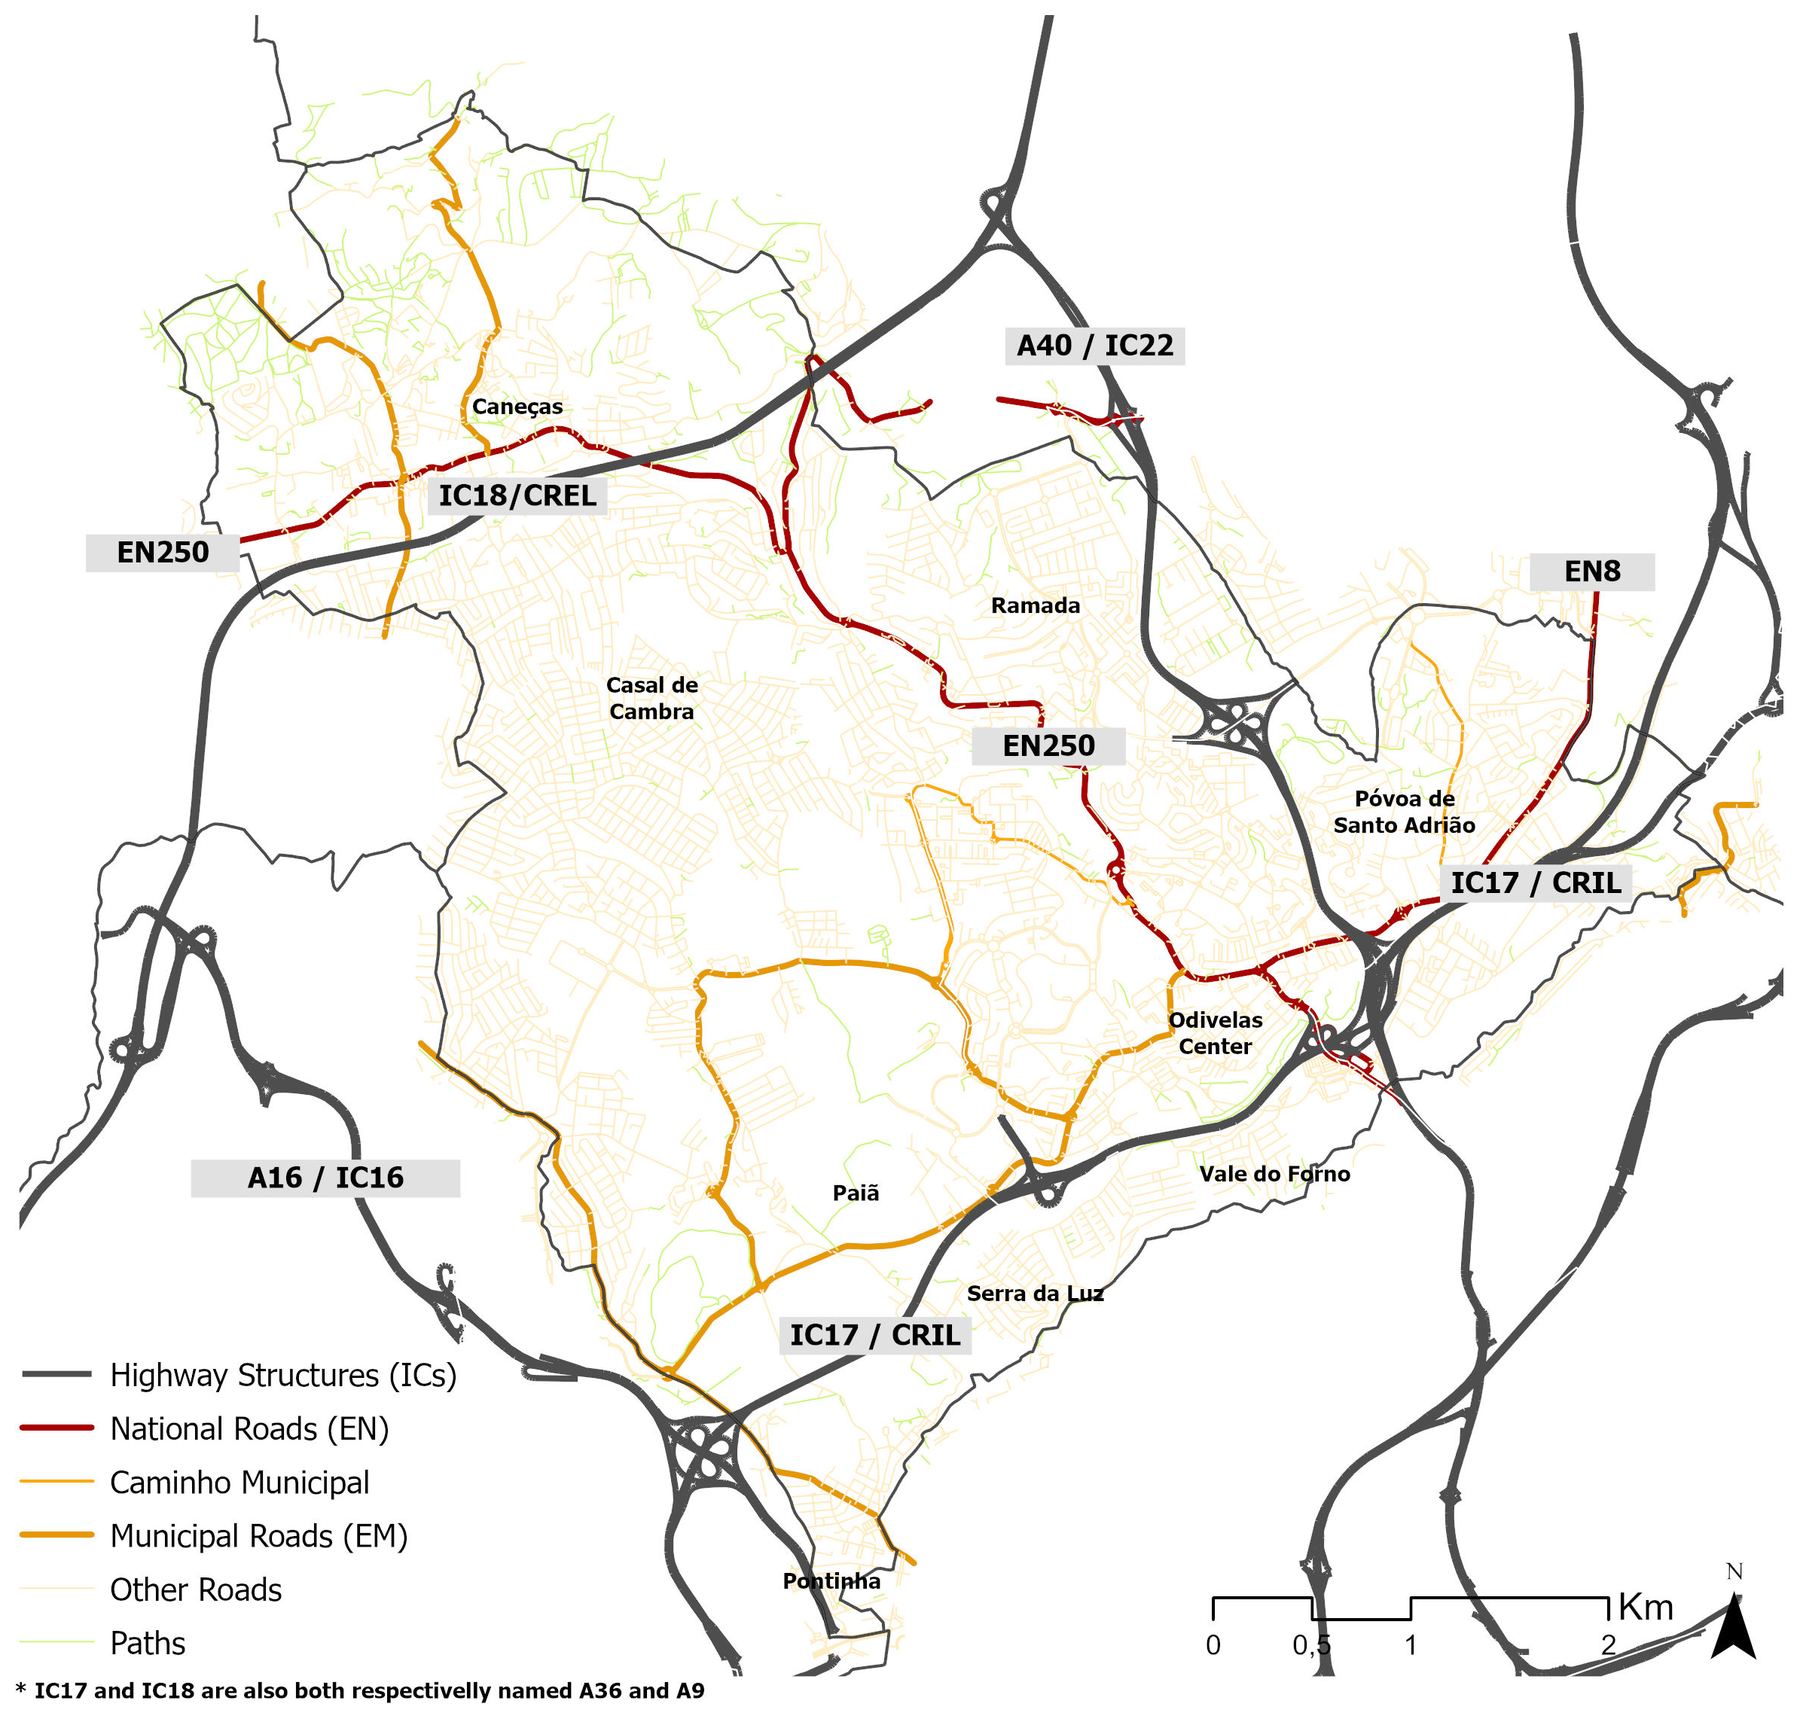 A40 / IC22
Caneças
IC18/CREL
EN250
EN8
Ramada
Casal de
Cambra
EN250
Póvoa de
Santo Adrião
IC17 / CRIL
Odivelas
Center
A16 / IC16
Vale do Forno
Paiã
Serra da Luz
IC17 / CRIL
Highway Structures (ICs)
National Roads (EN)
Caminho Municipal
Municipal Roads (EM)
Other Roads
Paths
Pontinha
N
Km
0 0,5 1 2
* IC17 and IC18 are also both respectivelly named A36 and A9